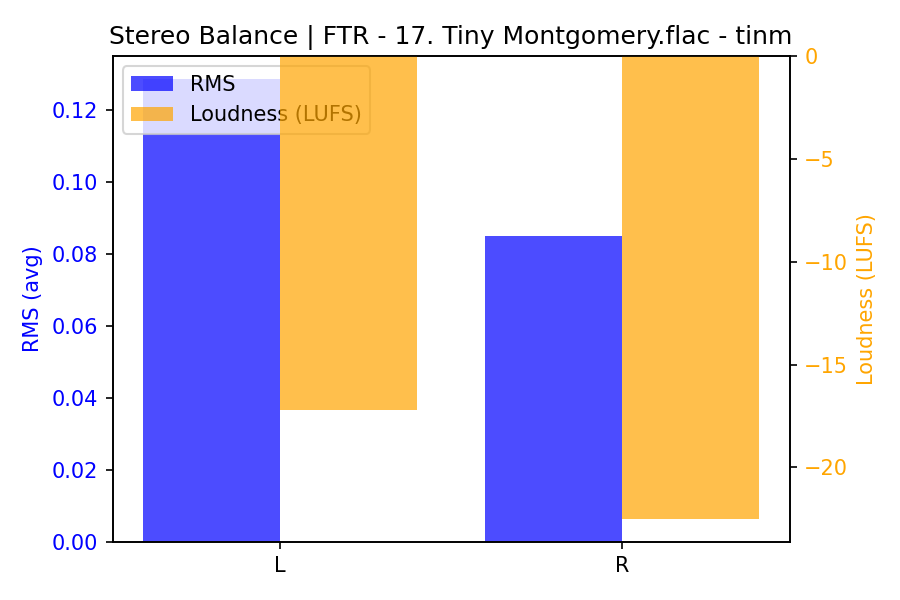 Stereo Balance | FTR - 17. Tiny Montgomery.flac - tinm
RMS
Loudness (LUFS)
RMS (avg)
0.12
0.10
0.08
0.06
0.04
0.02
0.00
0
−5
−10
−15
−20
Loudness (LUFS)
L
R